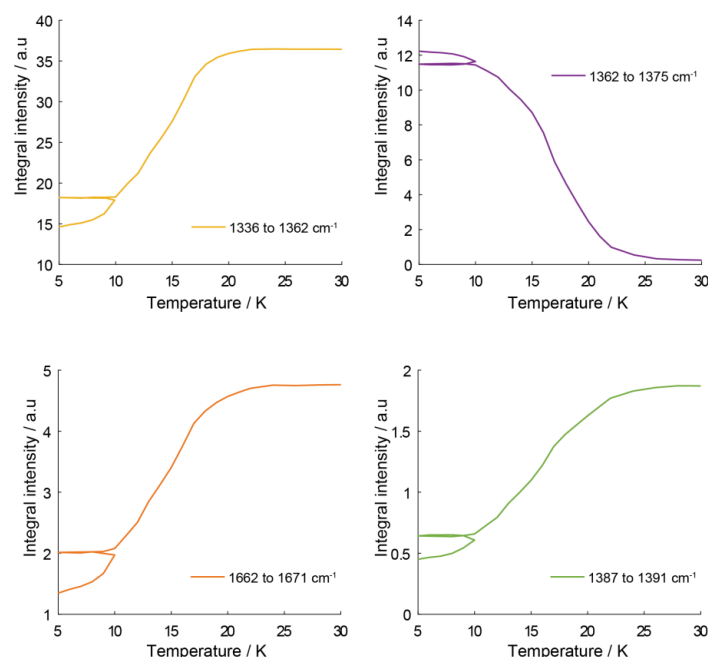 40
35
30
25
20
15
10
5 10 15 20 25 30
Integral intensity / a.u
Temperature / K
1336 to 1362 cm⁻¹
14
12
10
8
6
4
2
0
5 10 15 20 25 30
Integral intensity / a.u
Temperature / K
1362 to 1375 cm⁻¹
5
4
3
2
1
5 10 15 20 25 30
Integral intensity / a.u
Temperature / K
1662 to 1671 cm⁻¹
2
1.5
1
0.5
0
5 10 15 20 25 30
Integral intensity / a.u
Temperature / K
1387 to 1391 cm⁻¹